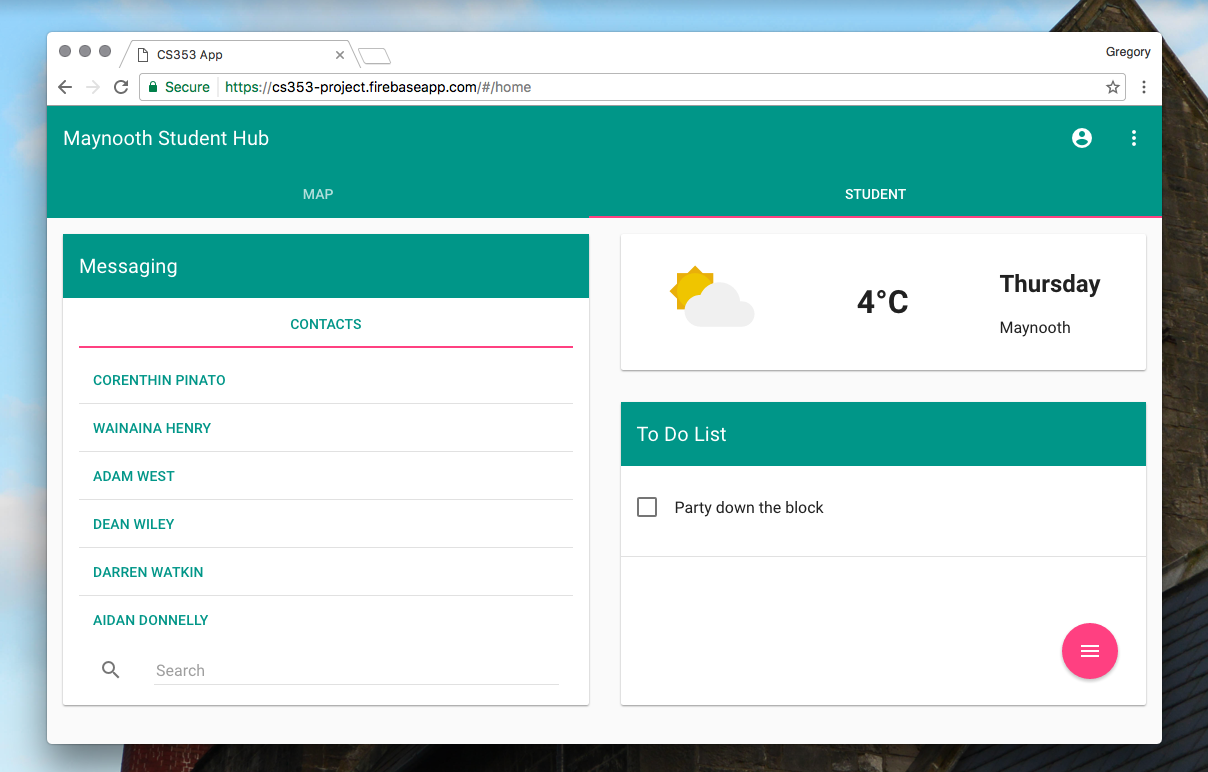 CS353 App
Gregory
Secure https://cs353-project.firebaseapp.com/#/home
Maynooth Student Hub
MAP
STUDENT
Messaging
CONTACTS
CORENTHIN PINATO
WAINAINA HENRY
ADAM WEST
DEAN WILEY
DARREN WATKIN
AIDAN DONNELLY
Search
4°C
Thursday
Maynooth
To Do List
Party down the block